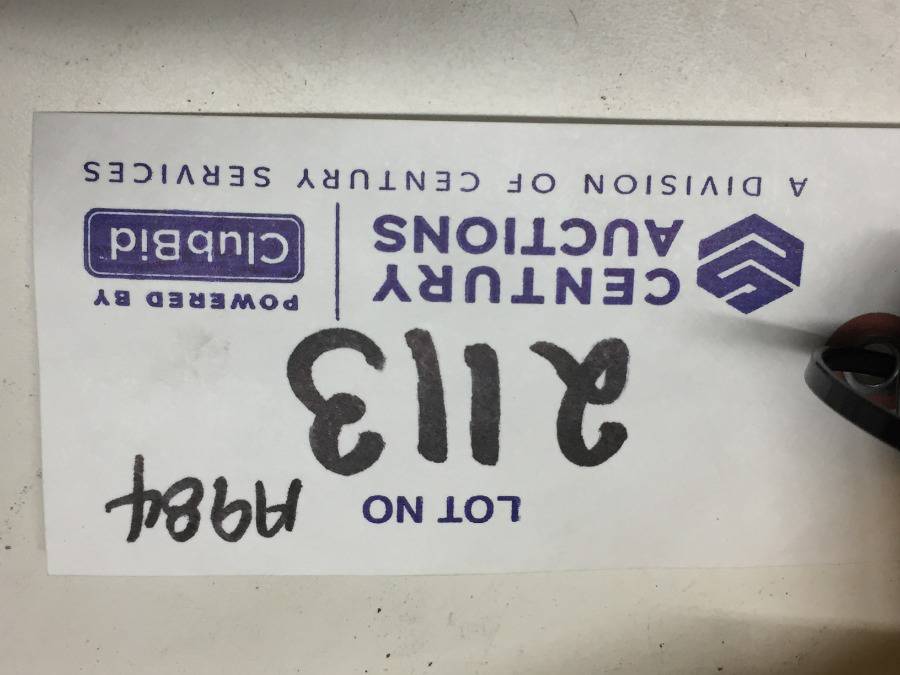 LOT NO
A984
2113
CENTURY
AUCTIONS
POWERED BY
ClubBid
A DIVISION OF CENTURY SERVICES